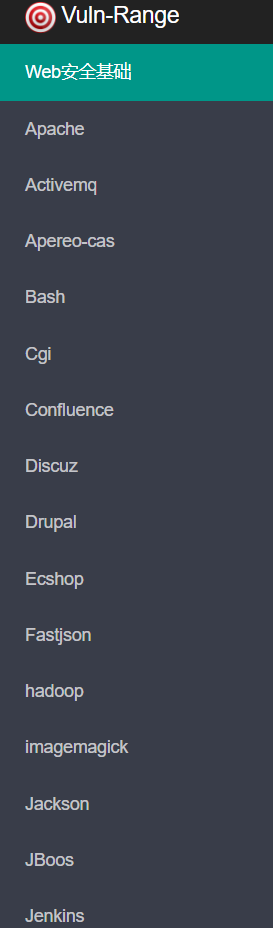 Vuln-Range
Web安全基础
Apache
Activemq
Apereo-cas
Bash
Cgi
Confluence
Discuz
Drupal
Ecshop
Fastjson
hadoop
imagemagick
Jackson
JBoos
Jenkins